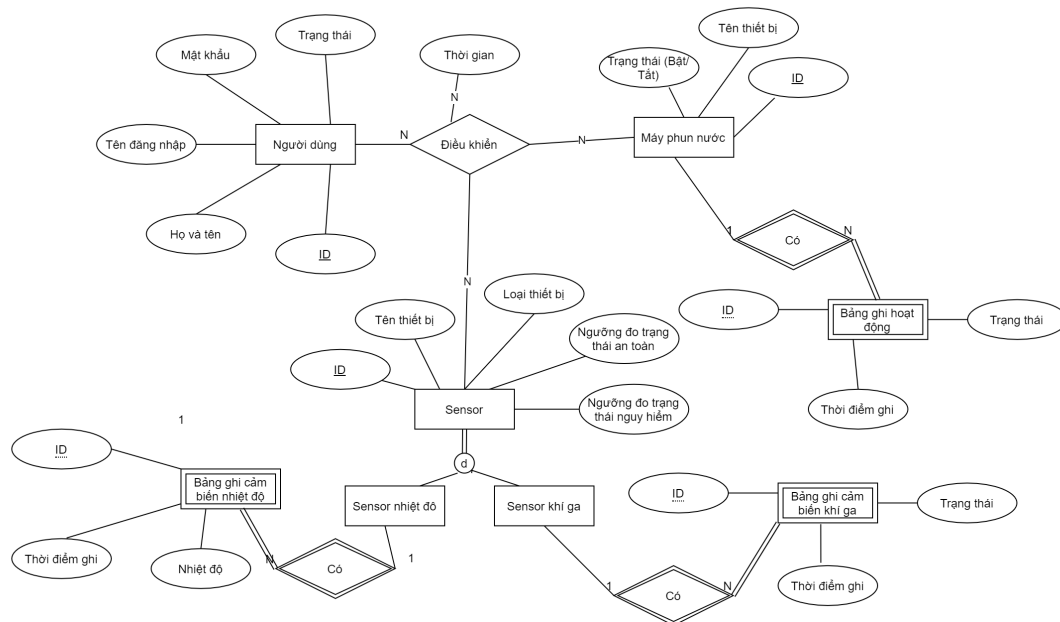 Tên thiết bị
Trạng thái
Mật khẩu
Thời gian
Trạng thái (Bật/
Tắt)
ID
N
N
Tên đăng nhập
Người dùng
N
Điều khiển
N
Máy phun nước
Họ và tên
ID
1
Có
N
N
Loại thiết bị
Tên thiết bị
ID
Bảng ghi hoạt
động
Trạng thái
Ngưỡng đo trạng
thái an toàn
ID
Sensor
Ngưỡng đo trạng
thái nguy hiểm
Thời điểm ghi
1
ID
d
Bảng ghi cảm
biến nhiệt độ
Sensor nhiệt đô
Sensor khí ga
ID
Bảng ghi cảm
biến khí ga
Trạng thái
Thời điểm ghi
Nhiệt độ
N
Có
1
1
Có
N
Thời điểm ghi